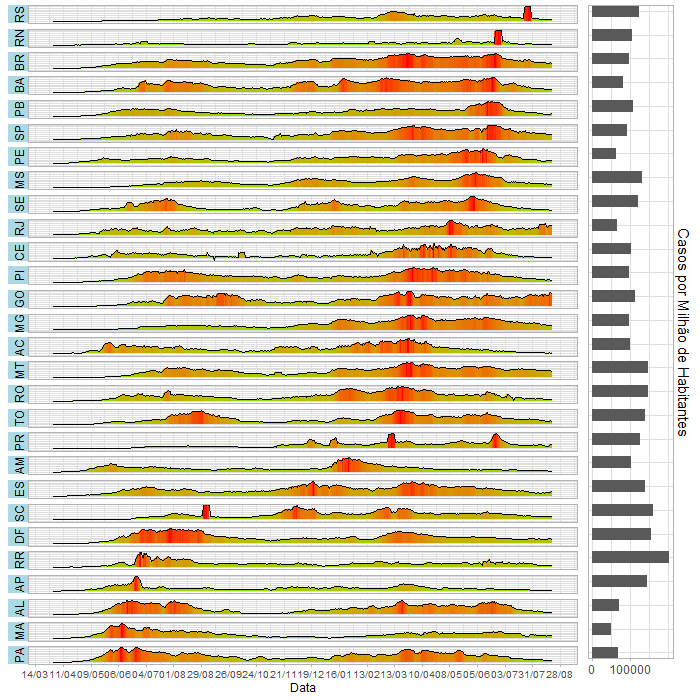 RS
RN
BR
BA
PB
SP
PE
MS
SE
RJ
CE
PI
GO
MG
AC
MT
RO
TO
PR
AM
ES
SC
DF
RR
AP
AL
MA
PA
14/03 11/04 09/05 06/06 04/07 01/08 29/08 26/09 24/10 21/11 19/12 16/01 13/02 13/03 10/04 08/05 05/06 03/07 31/07 28/08
Data
0 100000
Casos por Milhão de Habitantes